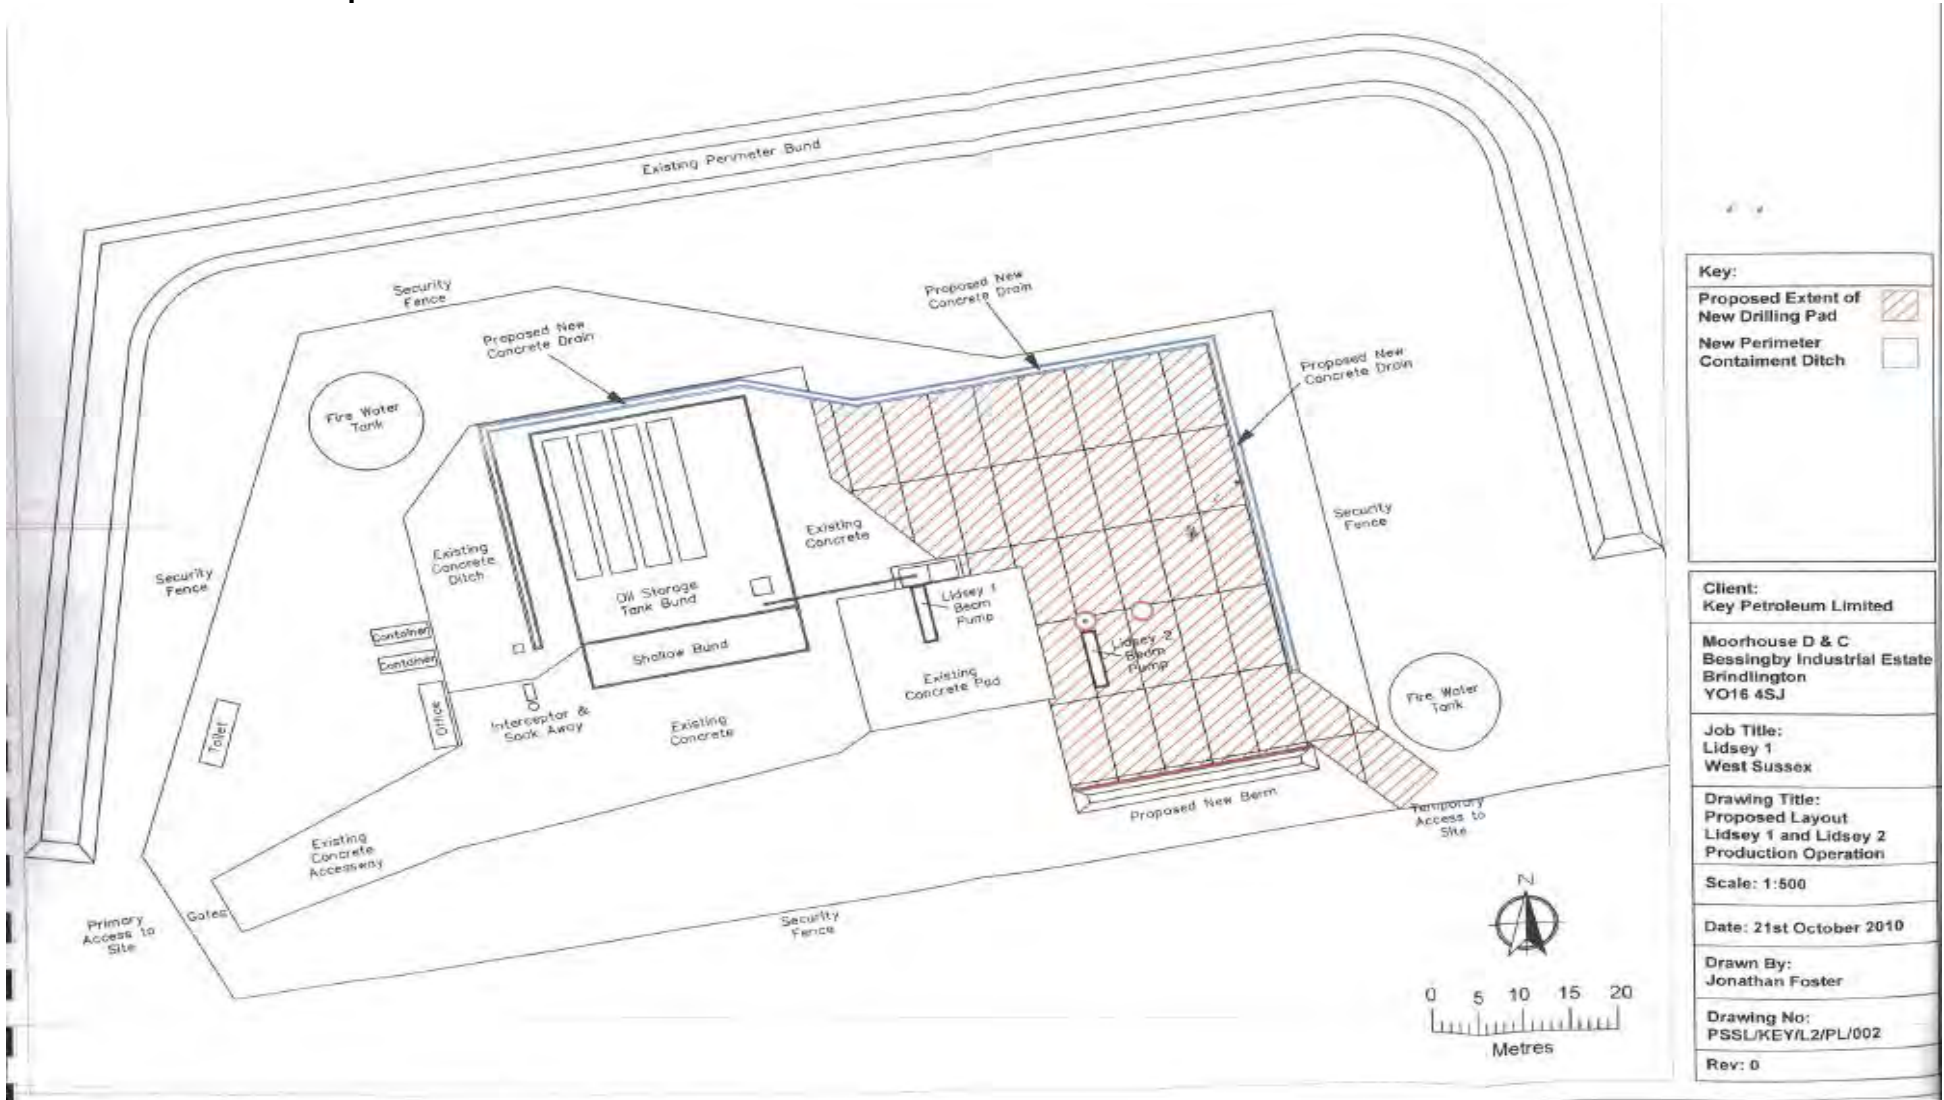 Existing Perimeter Bund
Security
Fence
Proposed New
Concrete Drain
Proposed New
Concrete Drain
Proposed New
Concrete Drain
Fire Water
Tank
Existing
Concrete
Ditch
Existing
Concrete
Security
Fence
Security
Fence
Oil Storage
Tank Bund
Lidsey 1
Beam
Pump
Container
Container
Shallow Bund
Lidsey 2
Beam
Pump
Existing
Concrete Pad
Office
Toilet
Interceptor &
Soak Away
Existing
Concrete
Fire Water
Tank
Proposed New Berm
Temporary
Access to
Site
Existing
Concrete
Accessway
Gates
Primary
Access to
Site
Security
Fence
N
0 5 10 15 20
Metres
Key:
Proposed Extent of
New Drilling Pad
New Perimeter
Contaiment Ditch
Client:
Key Petroleum Limited
Moorhouse D & C
Bessingby Industrial Estate
Brindlington
YO16 4SJ
Job Title:
Lidsey 1
West Sussex
Drawing Title:
Proposed Layout
Lidsey 1 and Lidsey 2
Production Operation
Scale: 1:500
Date: 21st October 2010
Drawn By:
Jonathan Foster
Drawing No:
PSSL/KEY/L2/PL/002
Rev: 0